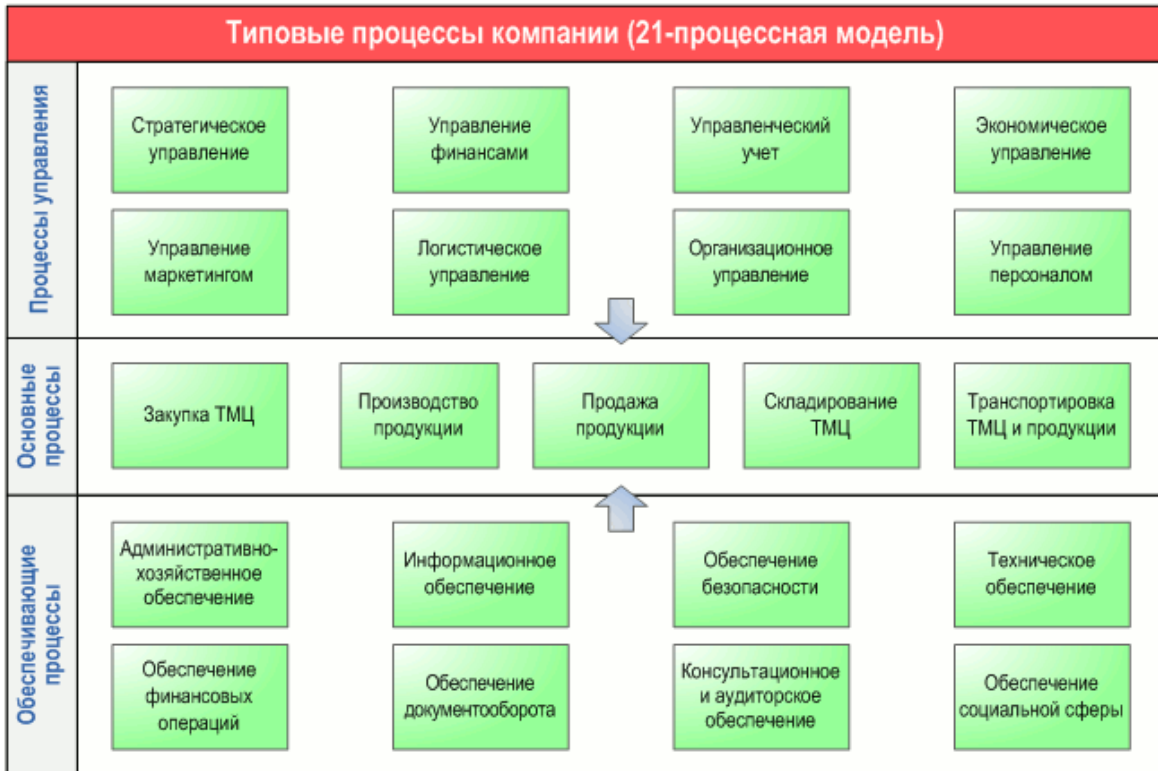 Типовые процессы компании (21-процессная модель)
Процессы управления
Стратегическое
управление
Управление
финансами
Управленческий
учет
Экономическое
управление
Управление
маркетингом
Логистическое
управление
Организационное
управление
Управление
персоналом
Основные
процессы
Закупка ТМЦ
Производство
продукции
Продажа
продукции
Складирование
ТМЦ
Транспортировка
ТМЦ и продукции
Обеспечивающие
процессы
Административно-
хозяйственное
обеспечение
Информационное
обеспечение
Обеспечение
безопасности
Техническое
обеспечение
Обеспечение
финансовых
операций
Обеспечение
документооборота
Консультационное
и аудиторское
обеспечение
Обеспечение
социальной сферы